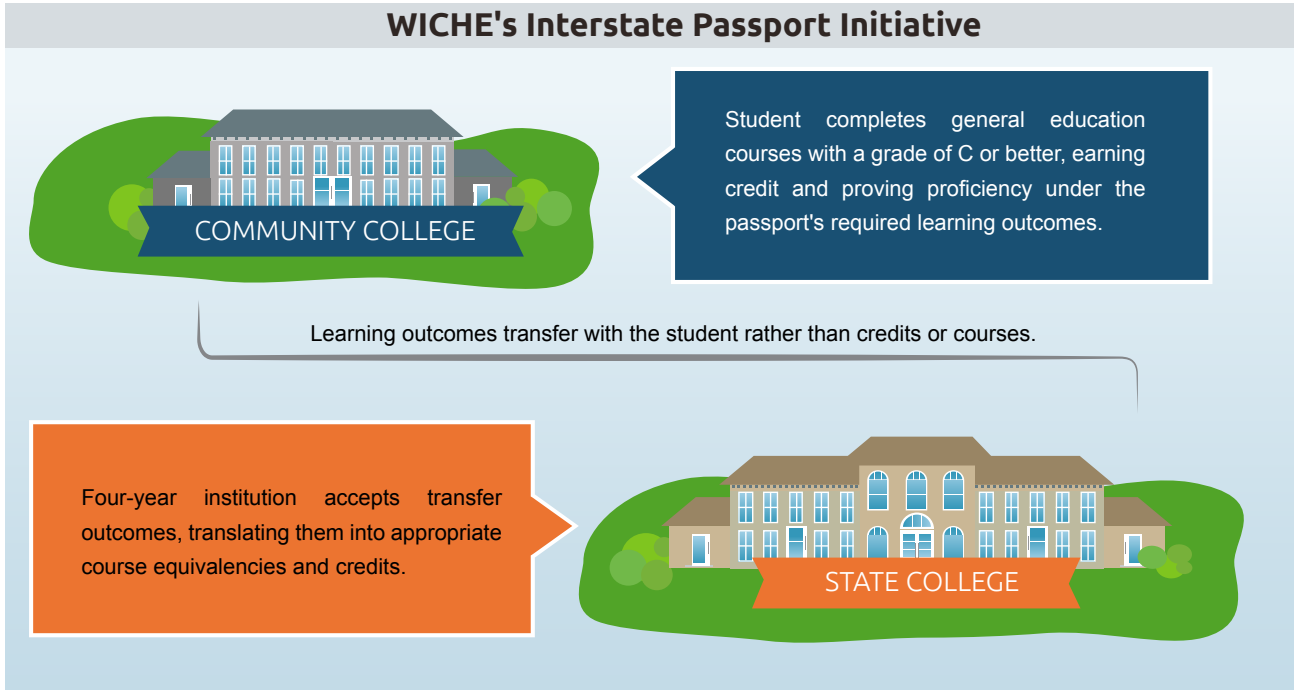 WICHE's Interstate Passport Initiative
Student completes general education
courses with a grade of C or better, earning
credit and proving proficiency under the
passport's required learning outcomes.
COMMUNITY COLLEGE
Learning outcomes transfer with the student rather than credits or courses.
Four-year institution accepts transfer
outcomes, translating them into appropriate
course equivalencies and credits.
STATE COLLEGE